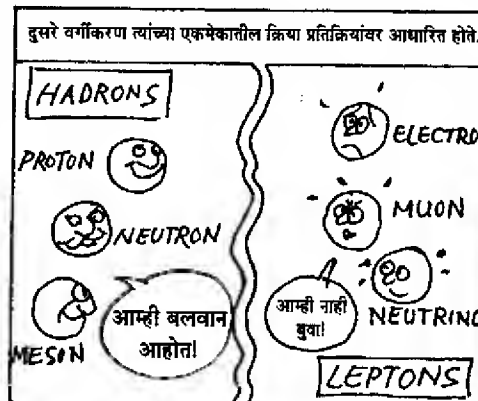 दुसरे वर्गीकरण त्यांच्या एकमेकातील क्रिया प्रतिक्रियांवर आधारित होते.
HADRONS
PROTON
NEUTRON
MESON
आम्ही बलवान
आहोत!
ELECTRO
MUON
NEUTRINO
आम्ही नाही
बुवा!
LEPTONS